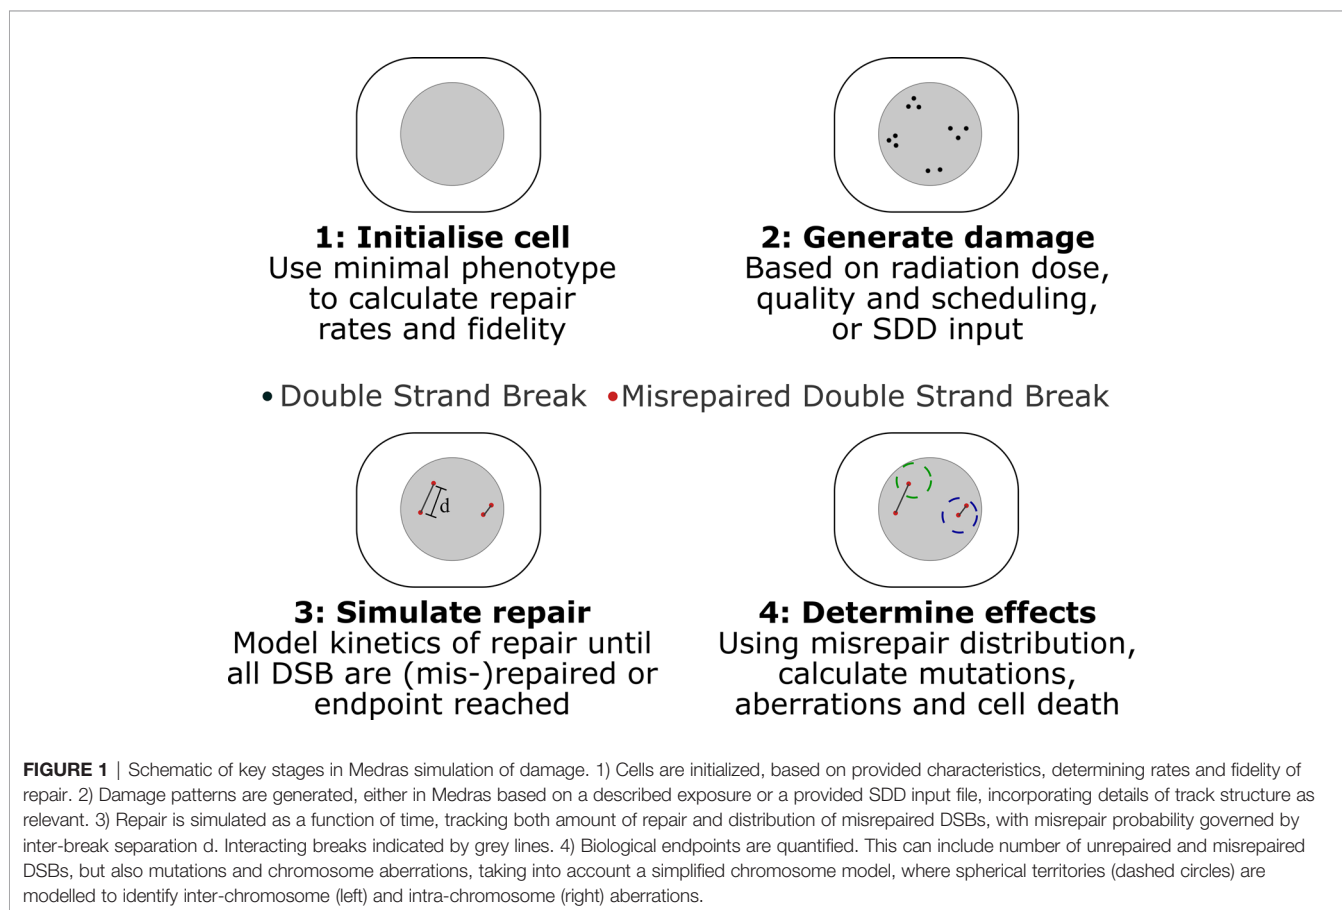 1: Initialise cell
Use minimal phenotype
to calculate repair
rates and fidelity
2: Generate damage
Based on radiation dose,
quality and scheduling,
or SDD input
Double Strand Break
Misrepaired Double Strand Break
d
3: Simulate repair
Model kinetics of repair until
all DSB are (mis-)repaired or
endpoint reached
4: Determine effects
Using misrepair distribution,
calculate mutations,
aberrations and cell death
FIGURE 1 | Schematic of key stages in Medras simulation of damage. 1) Cells are initialized, based on provided characteristics, determining rates and fidelity of
repair. 2) Damage patterns are generated, either in Medras based on a described exposure or a provided SDD input file, incorporating details of track structure as
relevant. 3) Repair is simulated as a function of time, tracking both amount of repair and distribution of misrepaired DSBs, with misrepair probability governed by
inter-break separation d. Interacting breaks indicated by grey lines. 4) Biological endpoints are quantified. This can include number of unrepaired and misrepaired
DSBs, but also mutations and chromosome aberrations, taking into account a simplified chromosome model, where spherical territories (dashed circles) are
modelled to identify inter-chromosome (left) and intra-chromosome (right) aberrations.